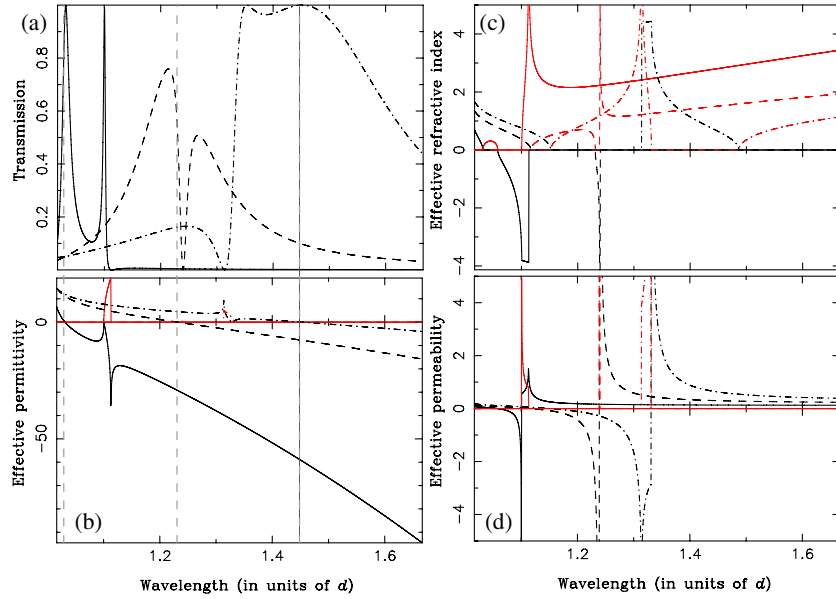 (a)
Transmission
0.2 0.4 0.6 0.8
(c)
Effective refractive index
−4 −2 0 2 4
(b)
Effective permittivity
−50 0
1.2 1.4 1.6
Wavelength (in units of d)
(d)
Effective permeability
−4 −2 0 2 4
1.2 1.4 1.6
Wavelength (in units of d)